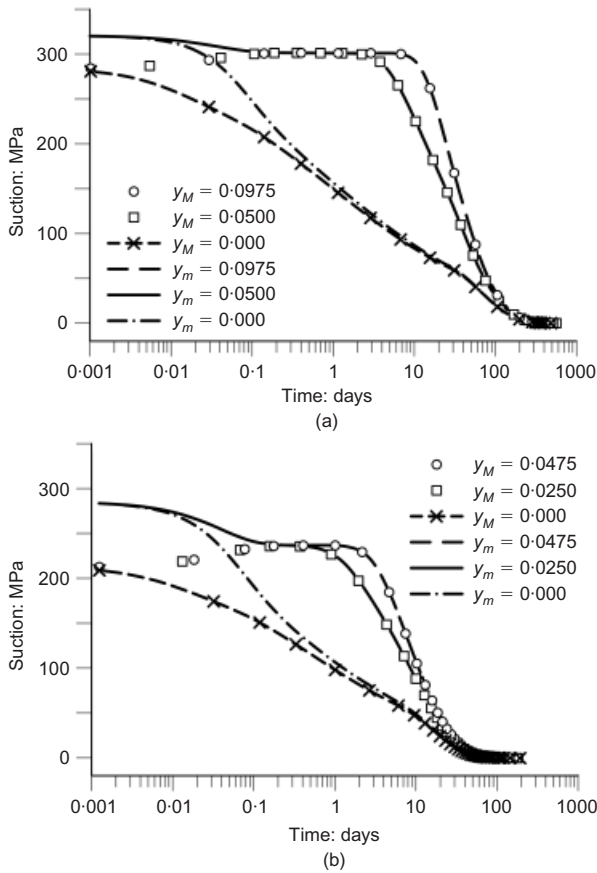 300
200
100
0
Suction: MPa
y_M = 0·0975
y_M = 0·0500
y_M = 0·000
y_m = 0·0975
y_m = 0·0500
y_m = 0·000
0·001 0·01 0·1 1 10 100 1000
Time: days
(a)
300
200
100
0
Suction: MPa
y_M = 0·0475
y_M = 0·0250
y_M = 0·000
y_m = 0·0475
y_m = 0·0250
y_m = 0·000
0·001 0·01 0·1 1 10 100 1000
Time: days
(b)